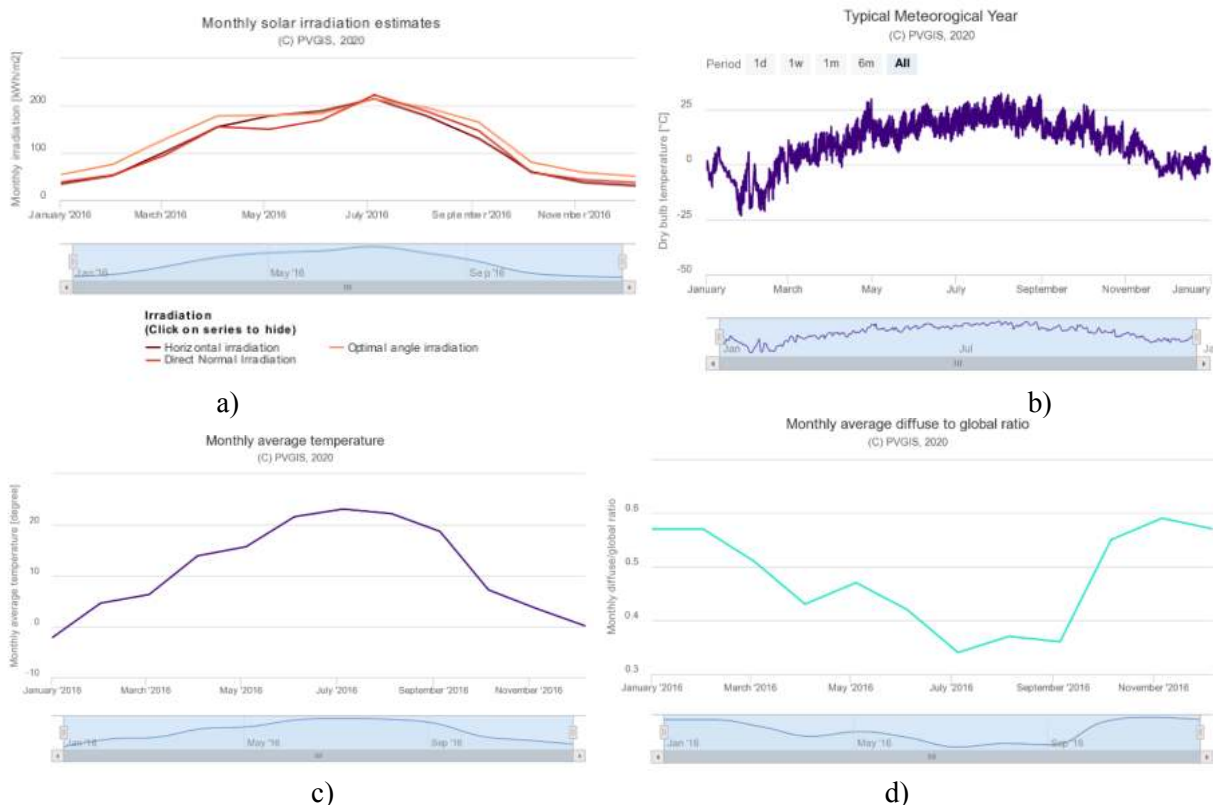 Monthly solar irradiation estimates
(C) PVGIS, 2020
Monthly irradiation [kWh/m2]
200
100
0
January '2016
March '2016
May '2016
July '2016
September '2016
November '2016
Jan '16
May '16
Sep '16
Irradiation
(Click on series to hide)
Horizontal irradiation
Optimal angle irradiation
Direct Normal Irradiation
a)
Typical Meteorogical Year
(C) PVGIS, 2020
Period 1d 1w 1m 6m All
Dry bulb temperature [°C]
25
0
-25
-50
January
March
May
July
September
November
January
Jan
Jul
Ja
b)
Monthly average temperature
(C) PVGIS, 2020
Monthly average temperature [degree]
20
10
0
-10
January '2016
March '2016
May '2016
July '2016
September '2016
November '2016
Jan '16
May '16
Sep '16
c)
Monthly average diffuse to global ratio
(C) PVGIS, 2020
Monthly diffuse/global ratio
0.6
0.5
0.4
0.3
January '2016
March '2016
May '2016
July '2016
September '2016
November '2016
Jan '16
May '16
Sep '16
d)